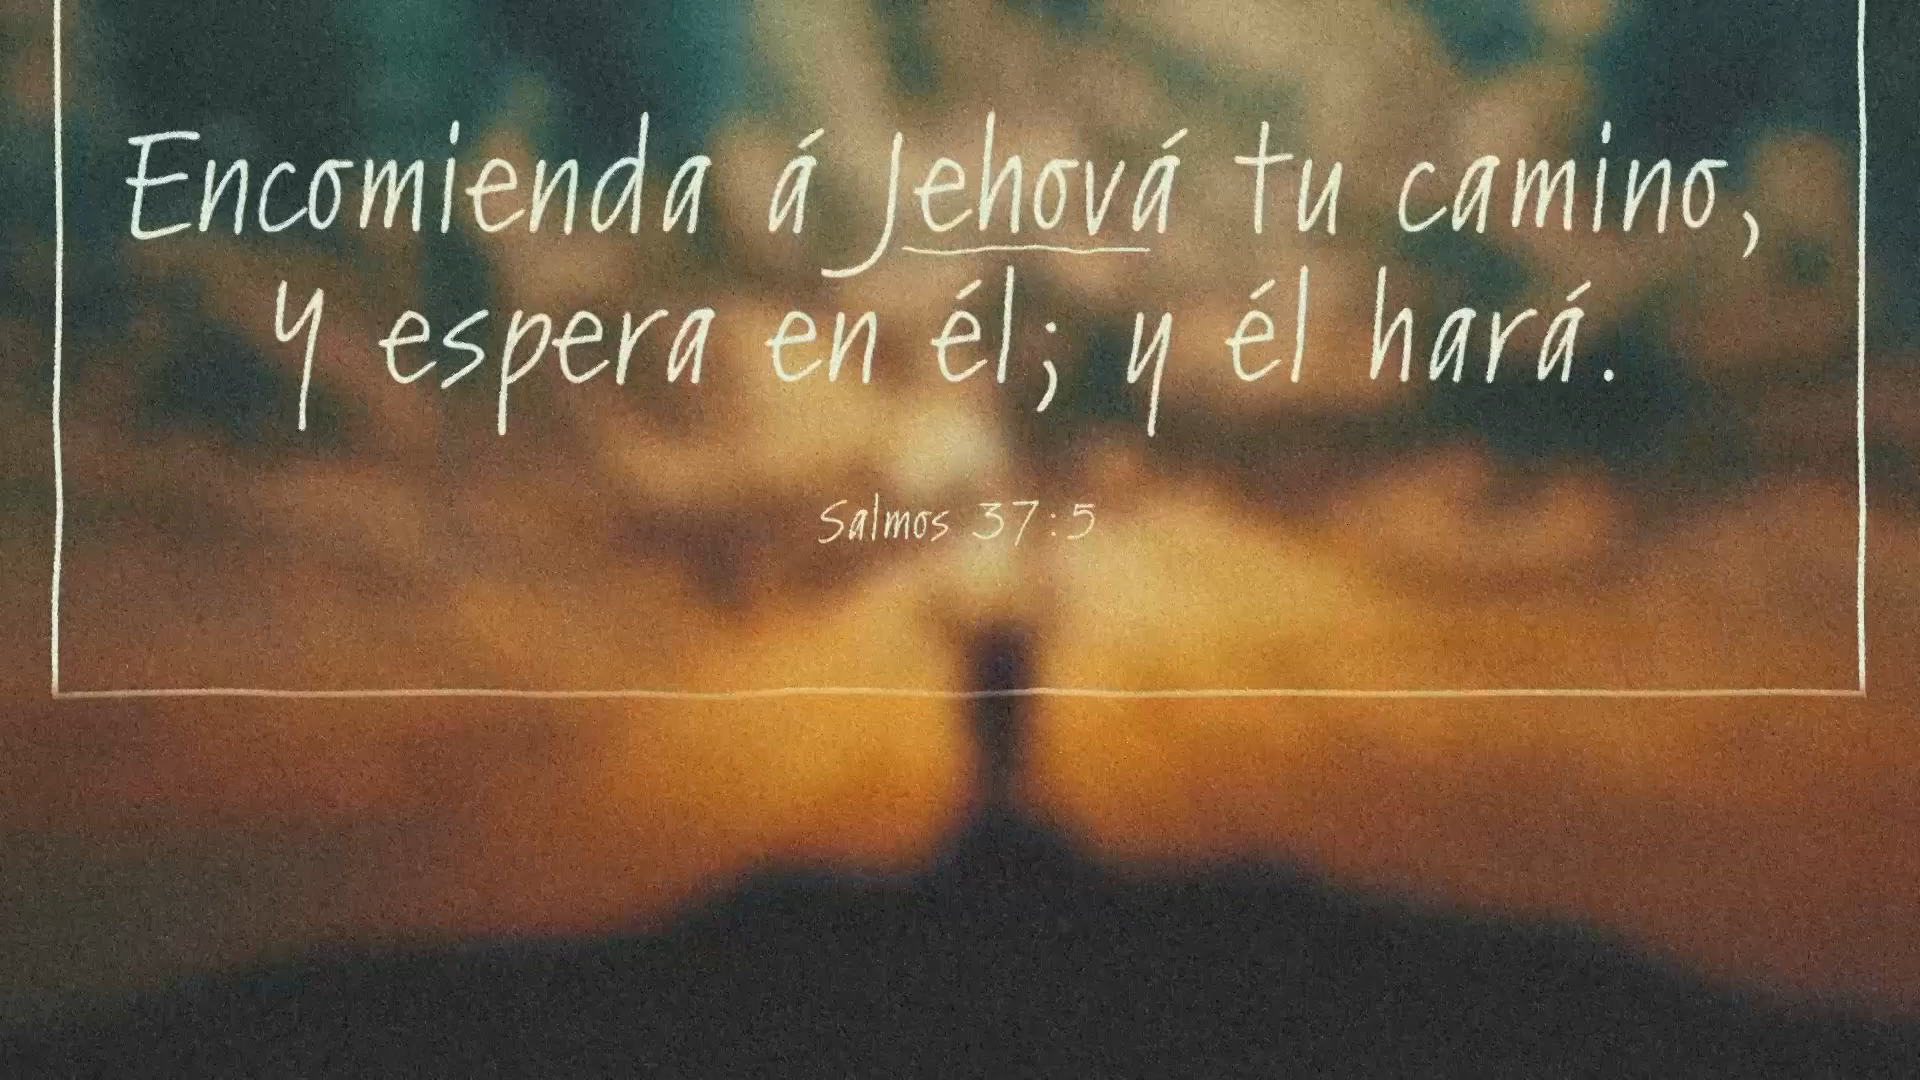 Encomienda á Jehová tu camino,
Y espera en él; y él hará.
Salmos 37:5